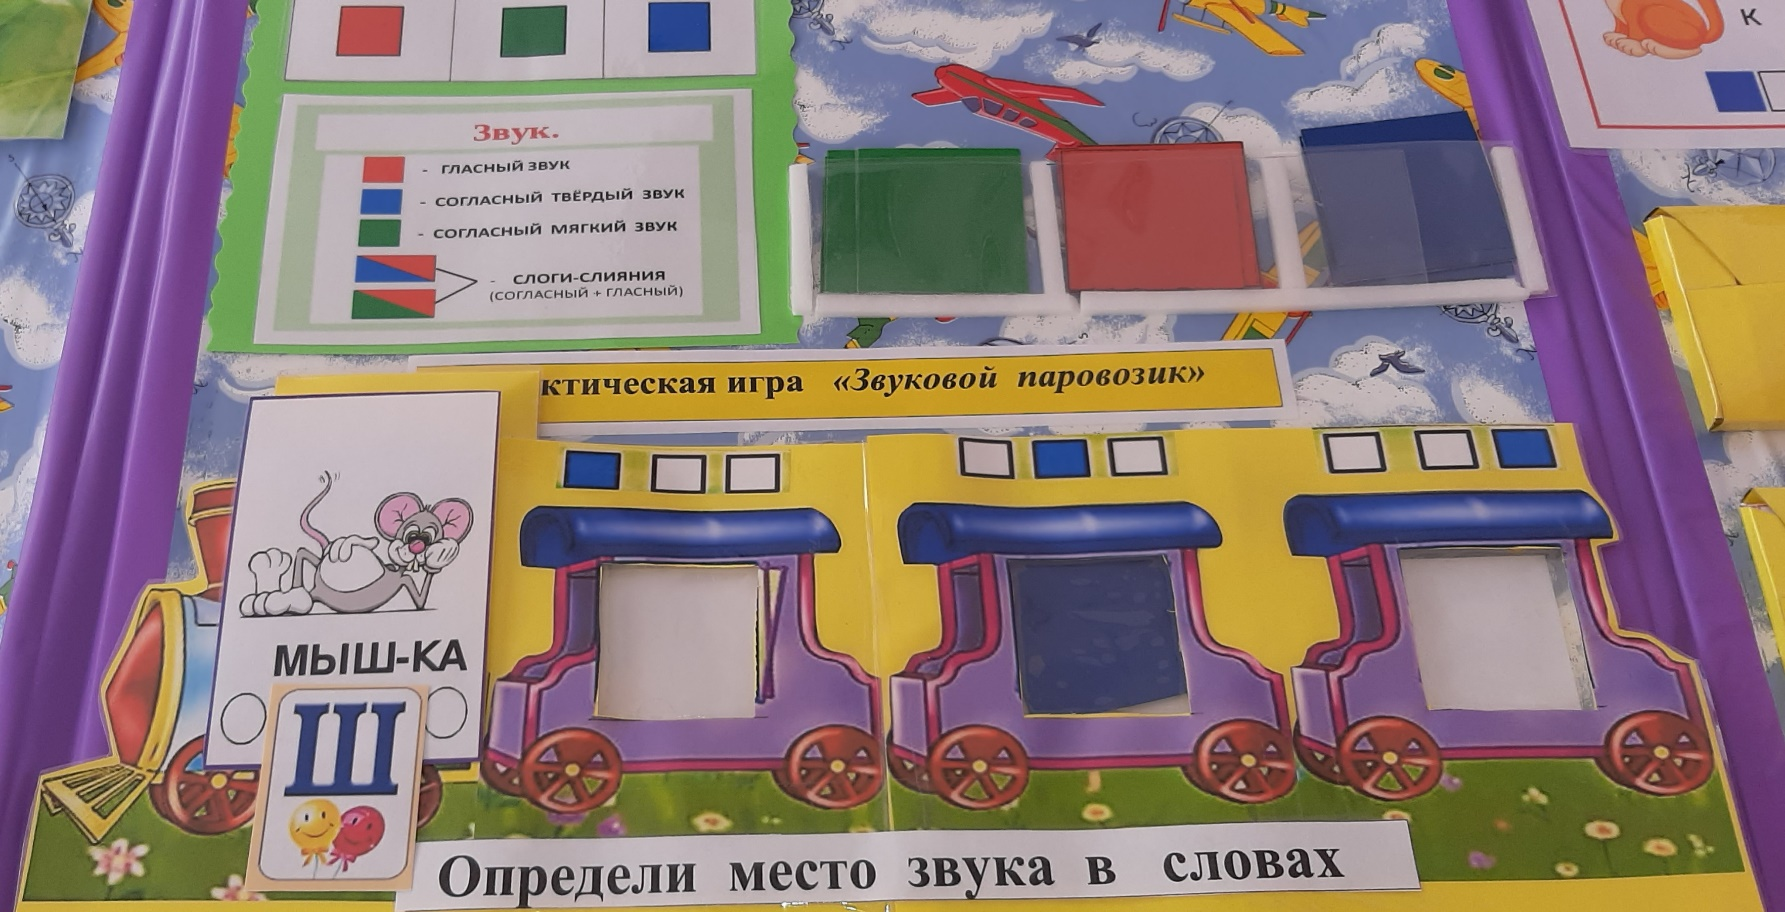 Звук.
- ГЛАСНЫЙ ЗВУК
- СОГЛАСНЫЙ ТВЁРДЫЙ ЗВУК
- СОГЛАСНЫЙ МЯГКИЙ ЗВУК
- СЛОГИ-СЛИЯНИЯ
(СОГЛАСНЫЙ + ГЛАСНЫЙ)
К
ктическая игра «Звуковой паровозик»
МЫШ-КА
Ш
Определи место звука в словах